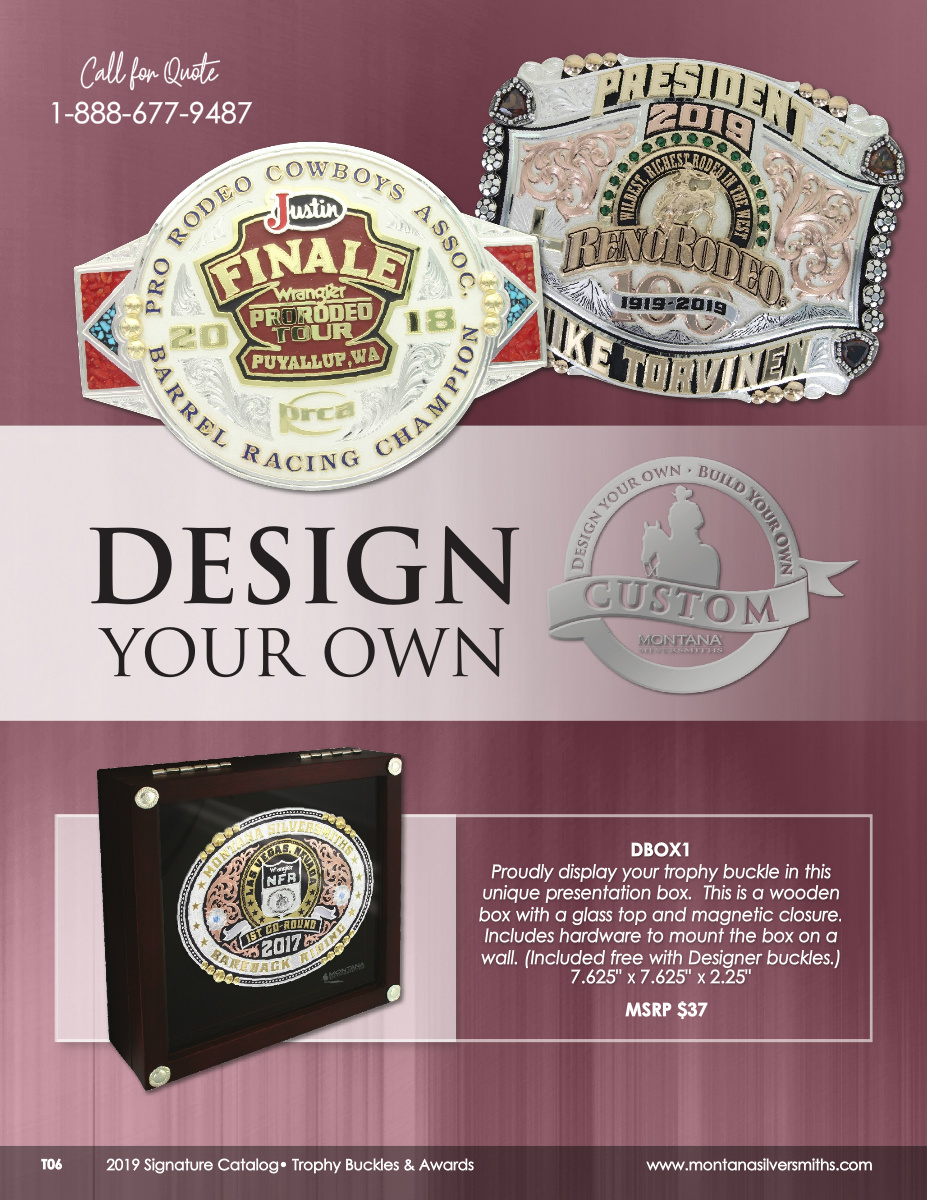 Call for Quote
1-888-677-9487
PRESIDENT
2019
5-T
WILDEST, RICHEST RODEO IN THE WEST
RENO RODEO
100
1919-2019
MIKE TORVINEN
PRO RODEO COWBOYS ASSOC.
Justin
FINALE
Wrangler
PRORODEO
TOUR
20 18
PUYALLUP, WA
prca
BARREL RACING CHAMPION
DESIGN
YOUR OWN
DESIGN YOUR OWN · BUILD YOUR OWN
CUSTOM
MONTANA
SILVERSMITHS
MONTANA SILVERSMITHS
LAS VEGAS, NEVADA
Wrangler
NFR
1ST GO-ROUND
2017
BAREBACK RIDING
MONTANA
DBOX1
Proudly display your trophy buckle in this
unique presentation box. This is a wooden
box with a glass top and magnetic closure.
Includes hardware to mount the box on a
wall. (Included free with Designer buckles.)
7.625" x 7.625" x 2.25"
MSRP $37
T06 2019 Signature Catalog• Trophy Buckles & Awards www.montanasilversmiths.com